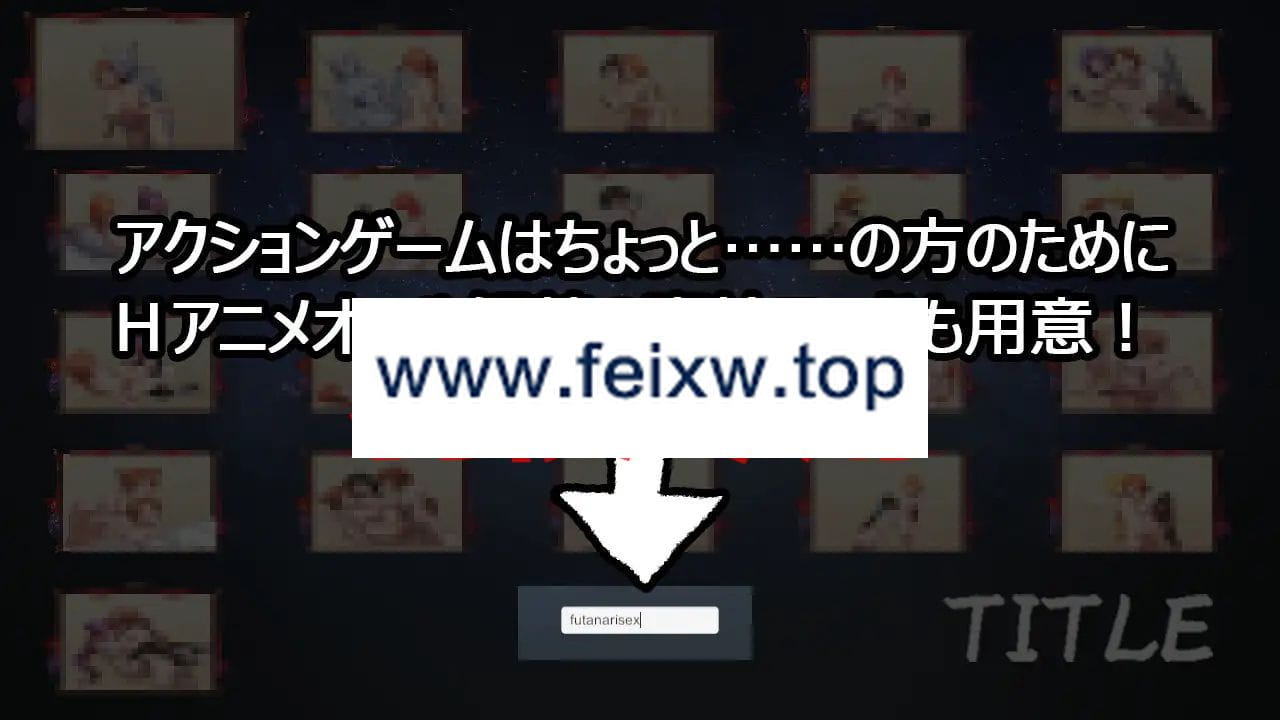 アクションゲームはちょっと……の方のために
Hアニメオ
も用意！
www.feixw.top
futanarisex
TITLE